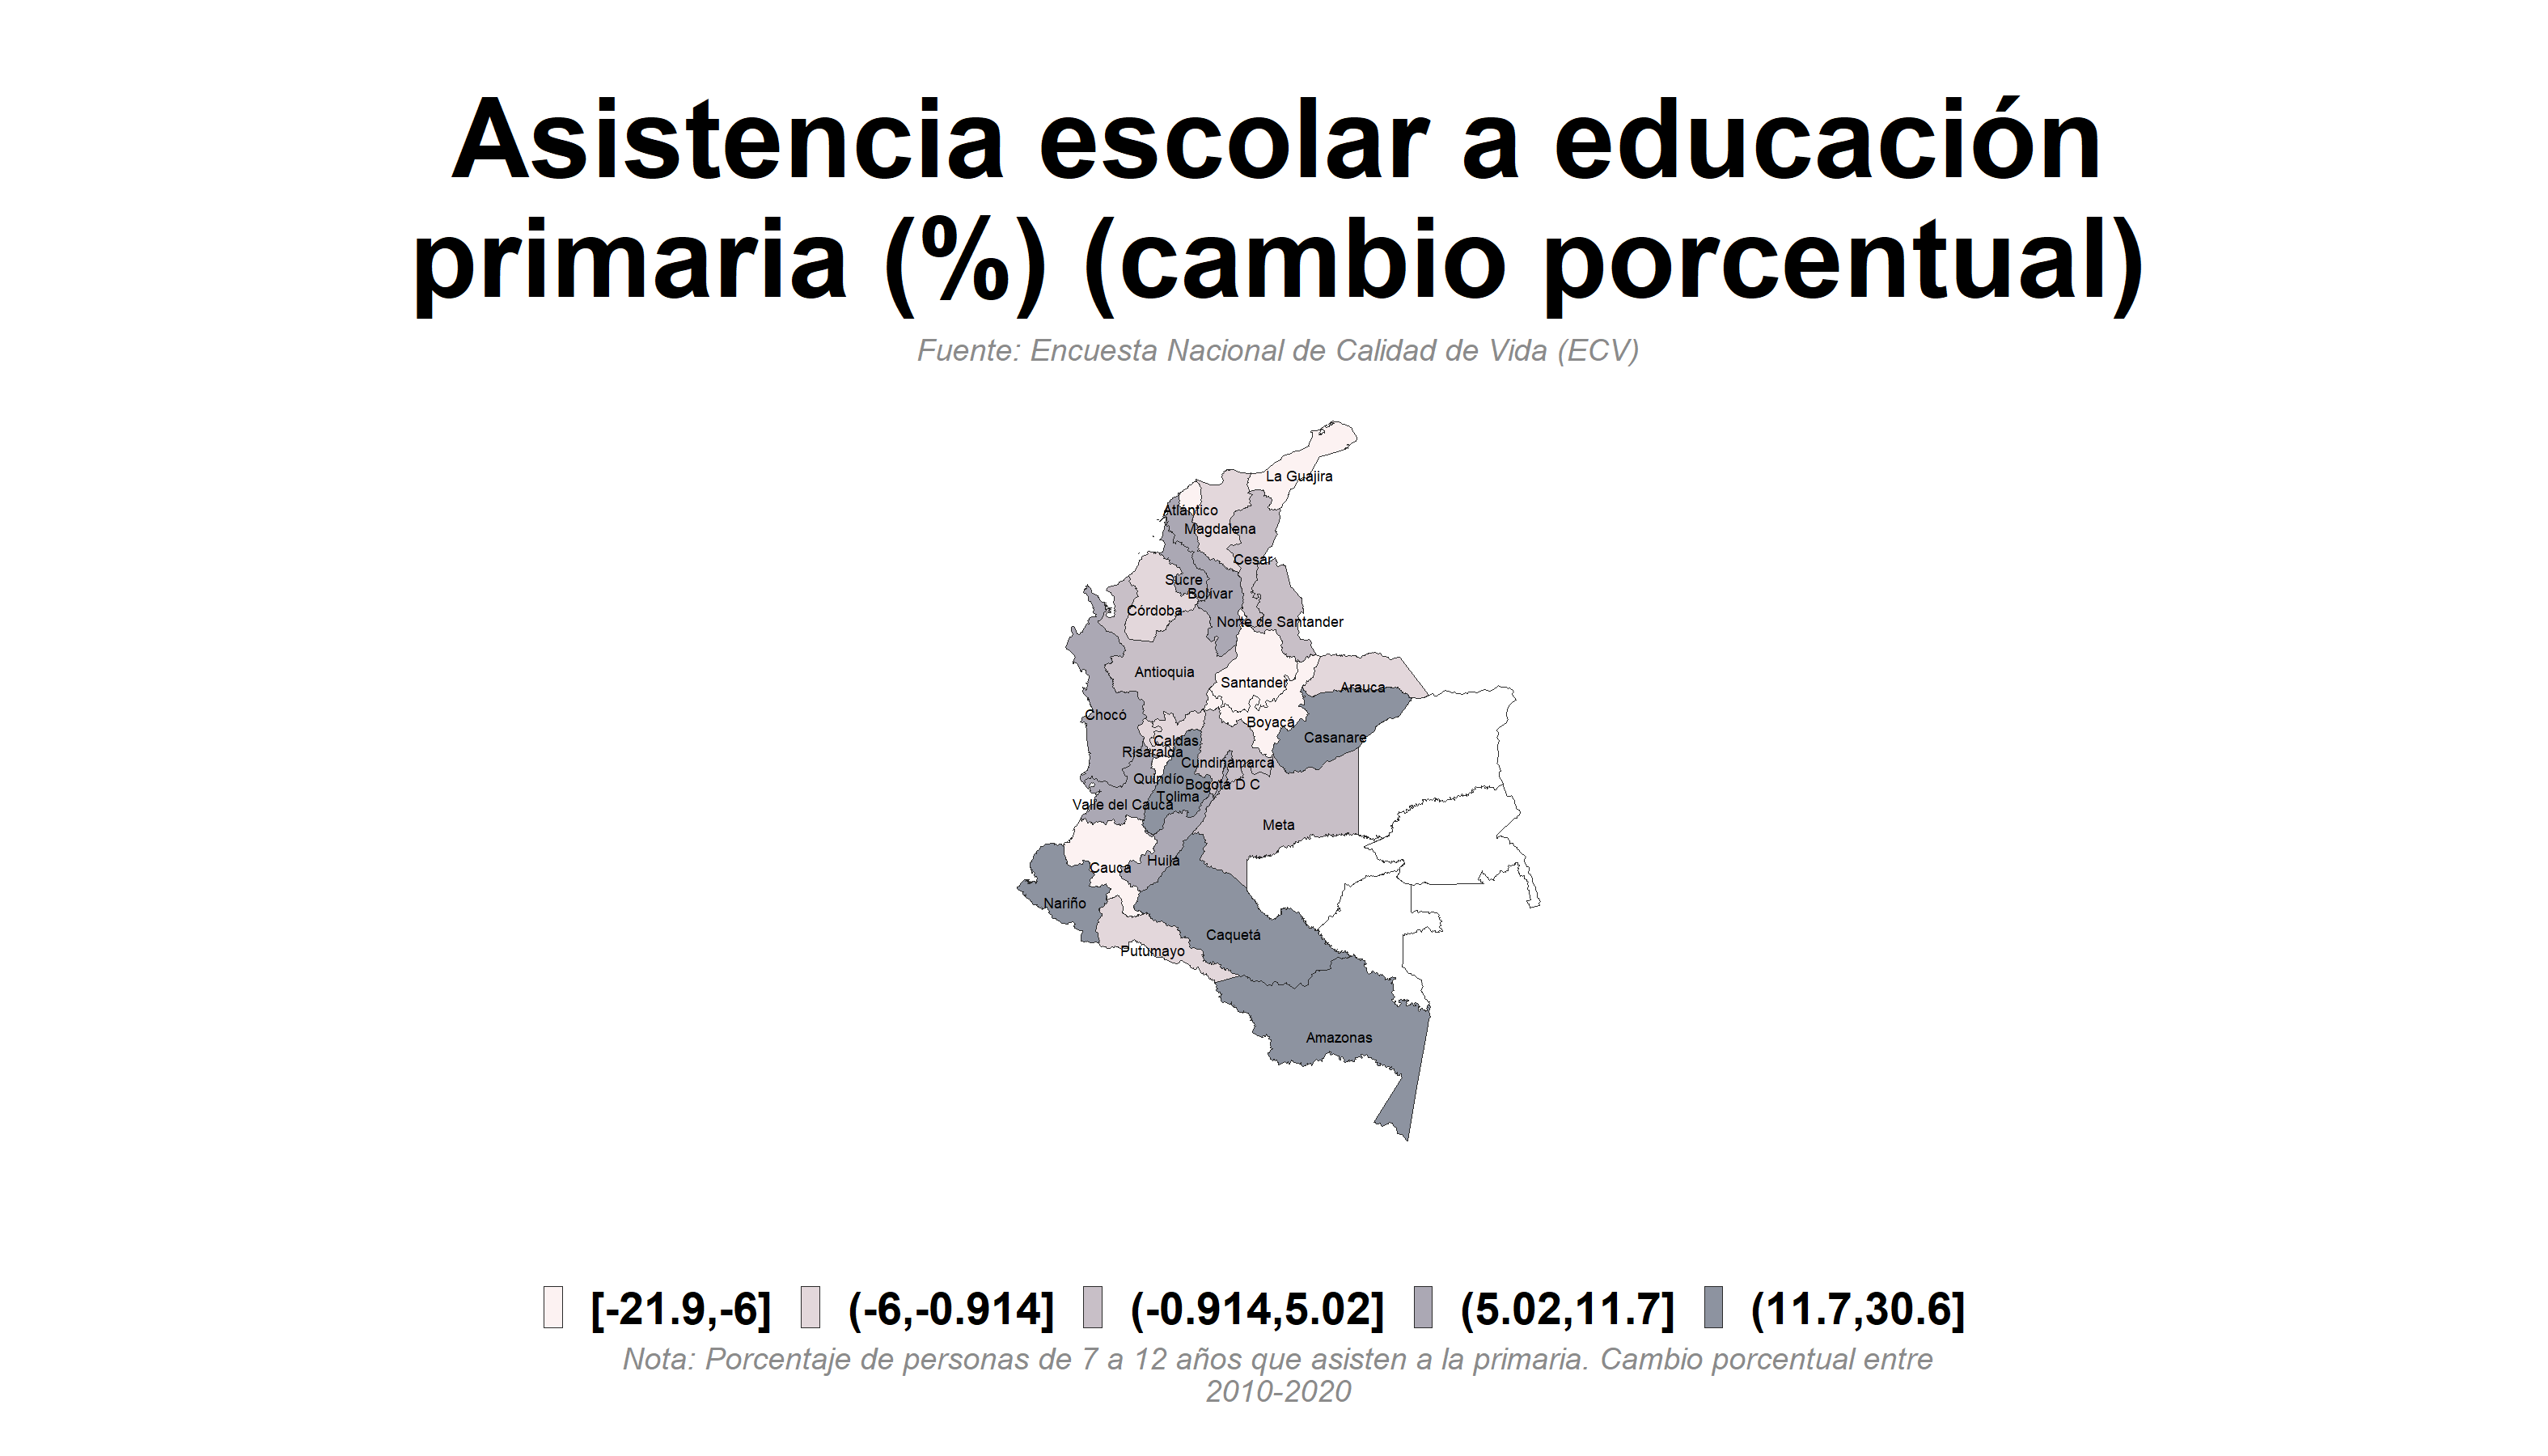 Asistencia escolar a educación
primaria (%) (cambio porcentual)
Fuente: Encuesta Nacional de Calidad de Vida (ECV)
La Guajira
Atlántico
Magdalena
Cesar
Sucre
Bolívar
Córdoba
Norte de Santander
Antioquia
Santander
Arauca
Chocó
Boyacá
Casanare
Caldas
Risaralda
Cundinamarca
Quindío
Bogotá D C
Tolima
Valle del Cauca
Meta
Huila
Cauca
Nariño
Caquetá
Putumayo
Amazonas
[-21.9,-6] (-6,-0.914] (-0.914,5.02] (5.02,11.7] (11.7,30.6]
Nota: Porcentaje de personas de 7 a 12 años que asisten a la primaria. Cambio porcentual entre
2010-2020